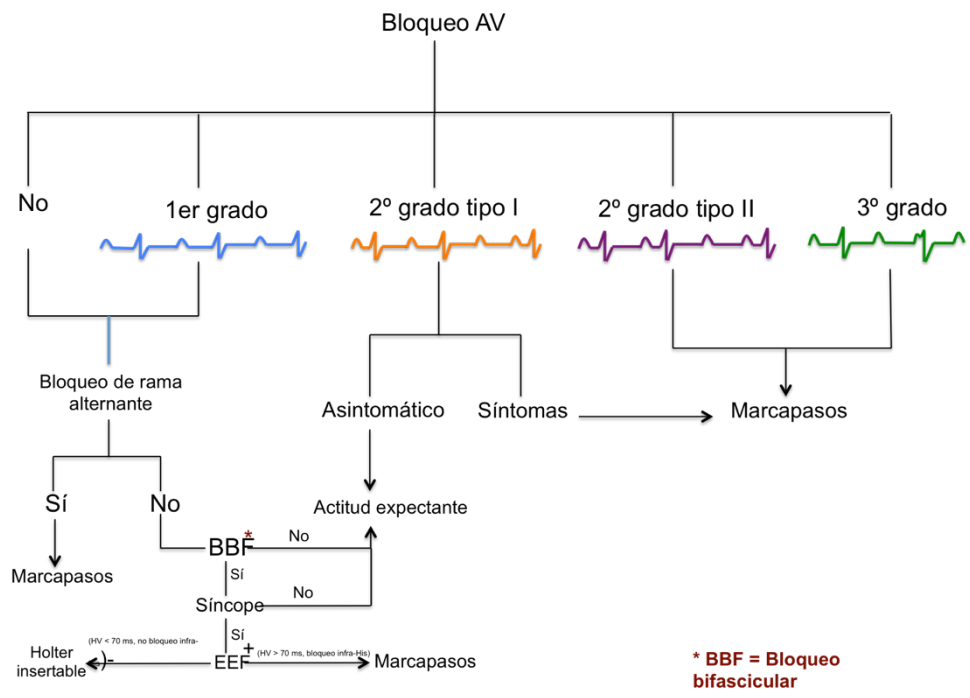 Bloqueo AV
No
1er grado
2º grado tipo I
2º grado tipo II
3º grado
Bloqueo de rama
alternante
Asintomático
Síntomas
Marcapasos
Sí
No
Actitud expectante
BBF*
No
Marcapasos
Sí
Síncope
No
Sí
Holter
insertable
(HV < 70 ms, no bloqueo infra-
)-
EEF
+
(HV > 70 ms, bloqueo infra-His)
Marcapasos
* BBF = Bloqueo
bifascicular